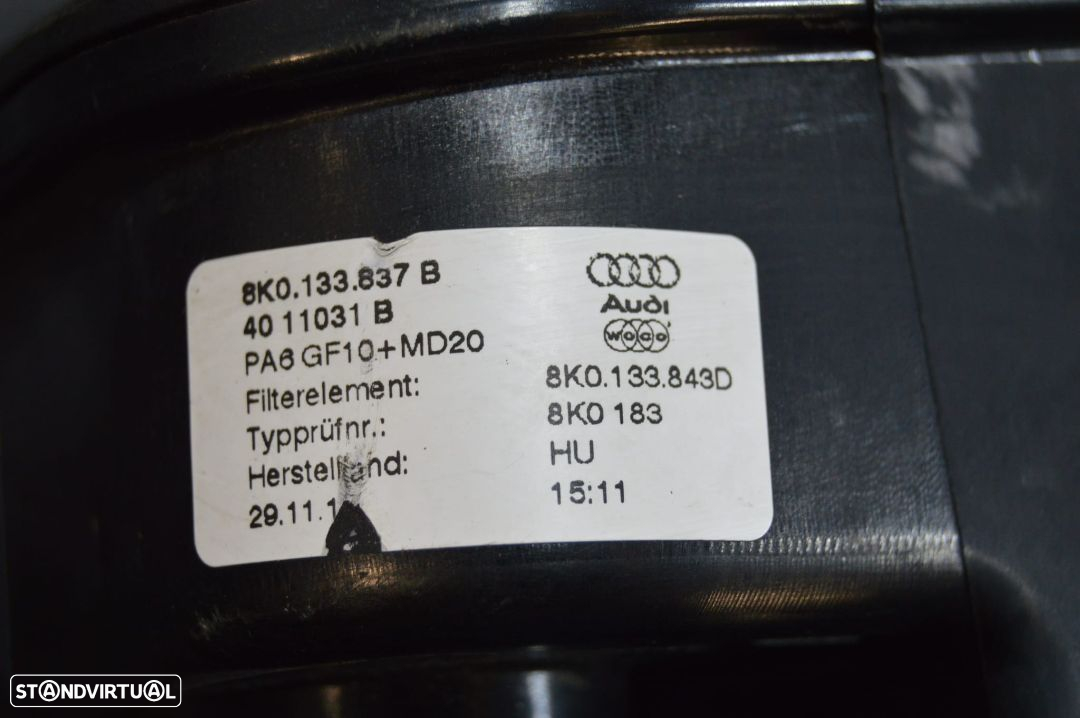 8K0.133.837 B
40 11031 B
PA6 GF10+MD20
Audi
woco
Filterelement: 8K0.133.843D
Typprüfnr.: 8K0 183
HU
29.11.1 15:11
STANDVIRTUAL